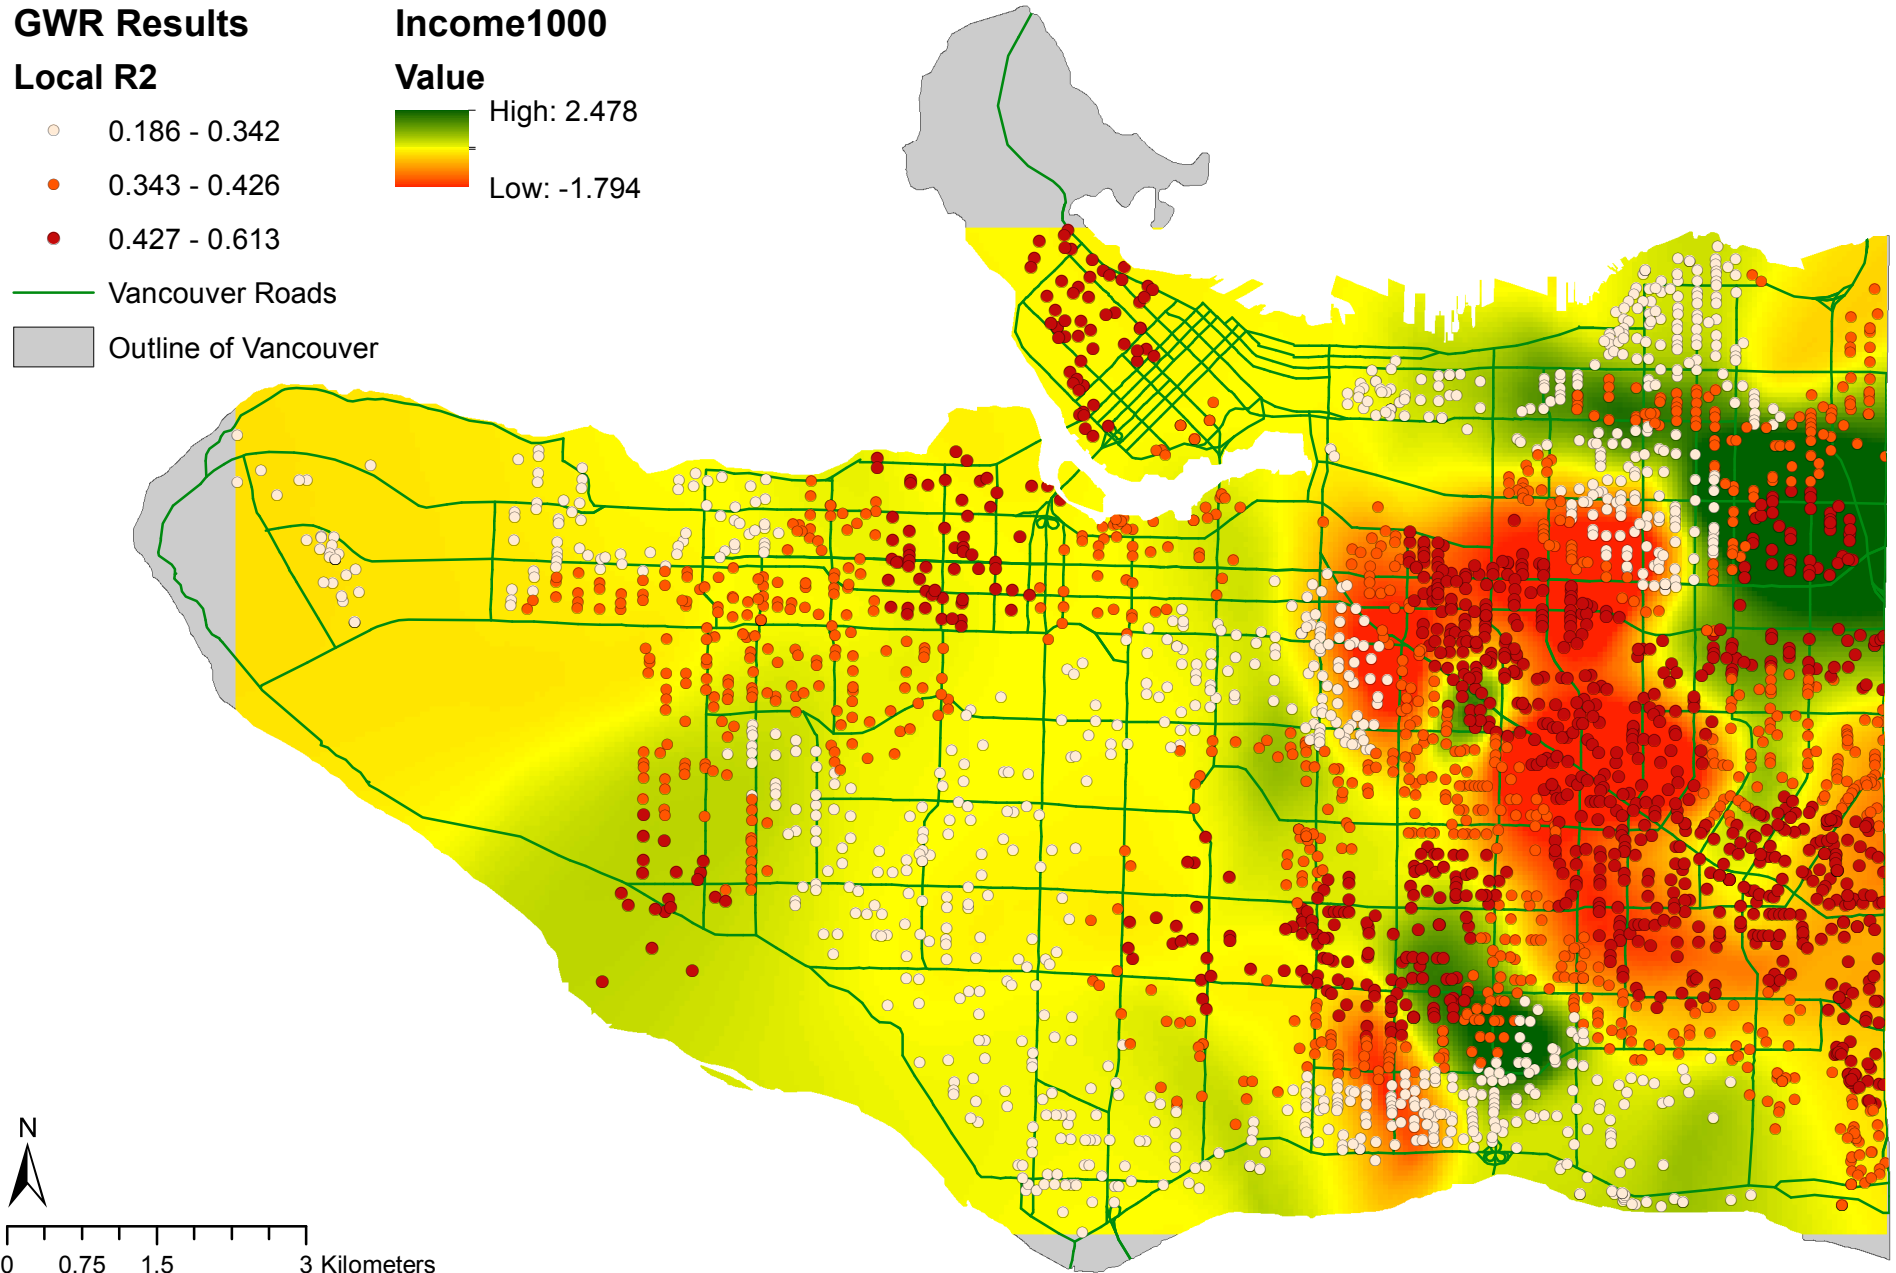 GWR Results
Local R2
0.186 - 0.342
0.343 - 0.426
0.427 - 0.613
Vancouver Roads
Outline of Vancouver
Income1000
Value
High: 2.478
Low: -1.794
N
0 0.75 1.5 3 Kilometers